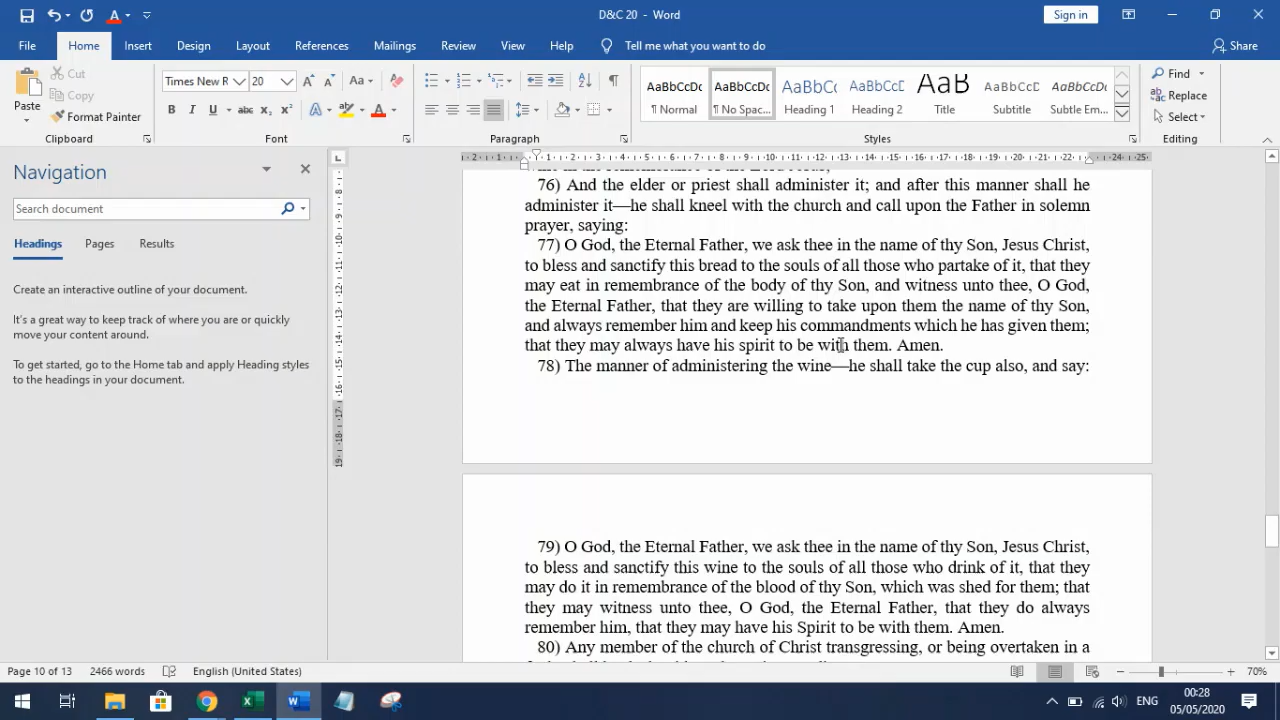 D&C 20 - Word
Sign in
File Home Insert Design Layout References Mailings Review View Help Tell me what you want to do Share
Paste
Cut
Copy
Format Painter
Clipboard
Times New R 20
Font
Paragraph
AaBbCcDc AaBbCcDc AaBbCc AaBbCcC AaB AaBbCcD AaBbCcDc
¶ Normal ¶ No Spac... Heading 1 Heading 2 Title Subtitle Subtle Em...
Styles
Find
Replace
Select
Editing
Navigation
Search document
Headings Pages Results
Create an interactive outline of your document.
It's a great way to keep track of where you are or quickly
move your content around.
To get started, go to the Home tab and apply Heading styles
to the headings in your document.
76) And the elder or priest shall administer it; and after this manner shall he
administer it—he shall kneel with the church and call upon the Father in solemn
prayer, saying:
77) O God, the Eternal Father, we ask thee in the name of thy Son, Jesus Christ,
to bless and sanctify this bread to the souls of all those who partake of it, that they
may eat in remembrance of the body of thy Son, and witness unto thee, O God,
the Eternal Father, that they are willing to take upon them the name of thy Son,
and always remember him and keep his commandments which he has given them;
that they may always have his spirit to be with them. Amen.
78) The manner of administering the wine—he shall take the cup also, and say:
79) O God, the Eternal Father, we ask thee in the name of thy Son, Jesus Christ,
to bless and sanctify this wine to the souls of all those who drink of it, that they
may do it in remembrance of the blood of thy Son, which was shed for them; that
they may witness unto thee, O God, the Eternal Father, that they do always
remember him, that they may have his Spirit to be with them. Amen.
80) Any member of the church of Christ transgressing, or being overtaken in a
Page 10 of 13 2466 words English (United States) 70%
ENG
00:28
05/05/2020